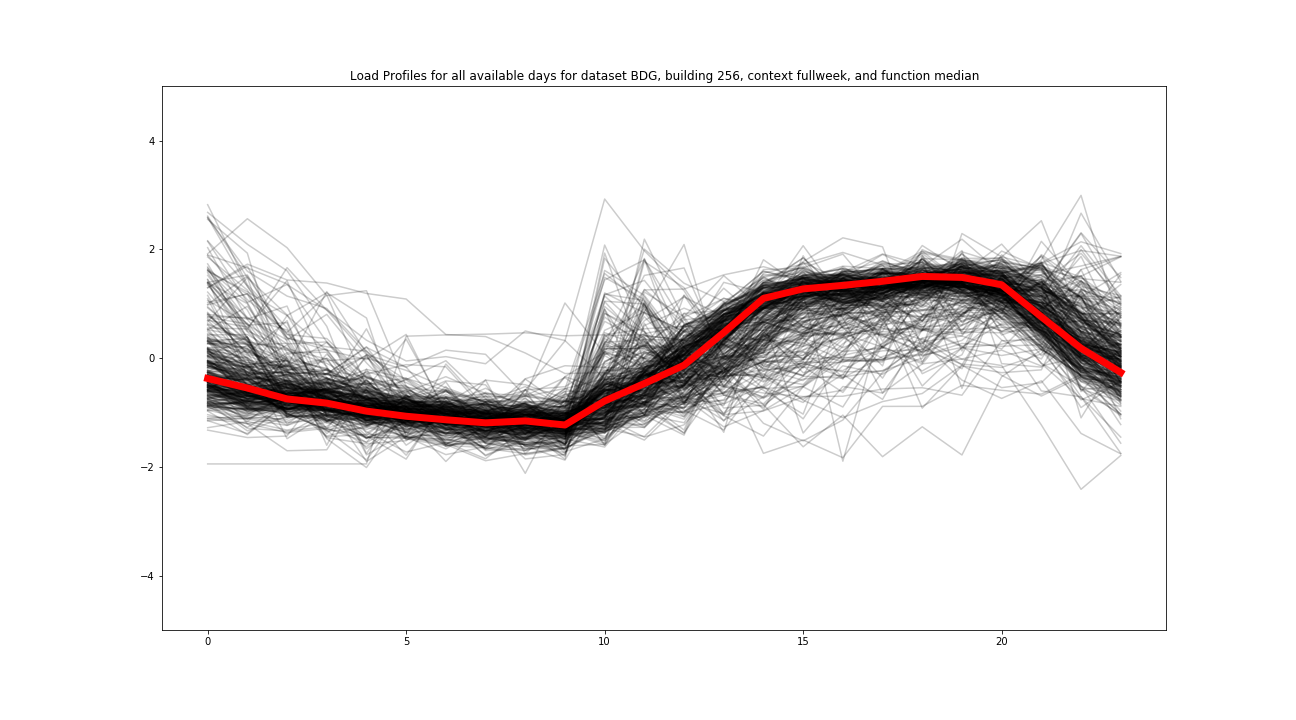 Load Profiles for all available days for dataset BDG, building 256, context fullweek, and function median
4
2
0
−2
−4
0 5 10 15 20